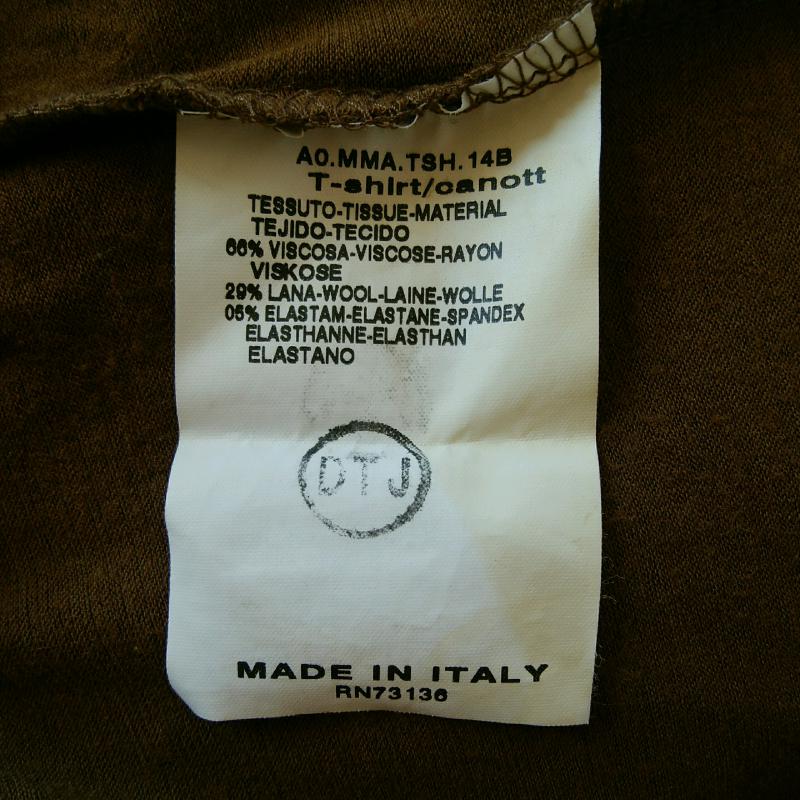 A0.MMA.TSH.14B
T-shirt/canott
TESSUTO-TISSUE-MATERIAL
TEJIDO-TECIDO
66% VISCOSA-VISCOSE-RAYON
VISKOSE
29% LANA-WOOL-LAINE-WOLLE
05% ELASTAM-ELASTANE-SPANDEX
ELASTHANNE-ELASTHAN
ELASTANO
DTJ
MADE IN ITALY
RN73136